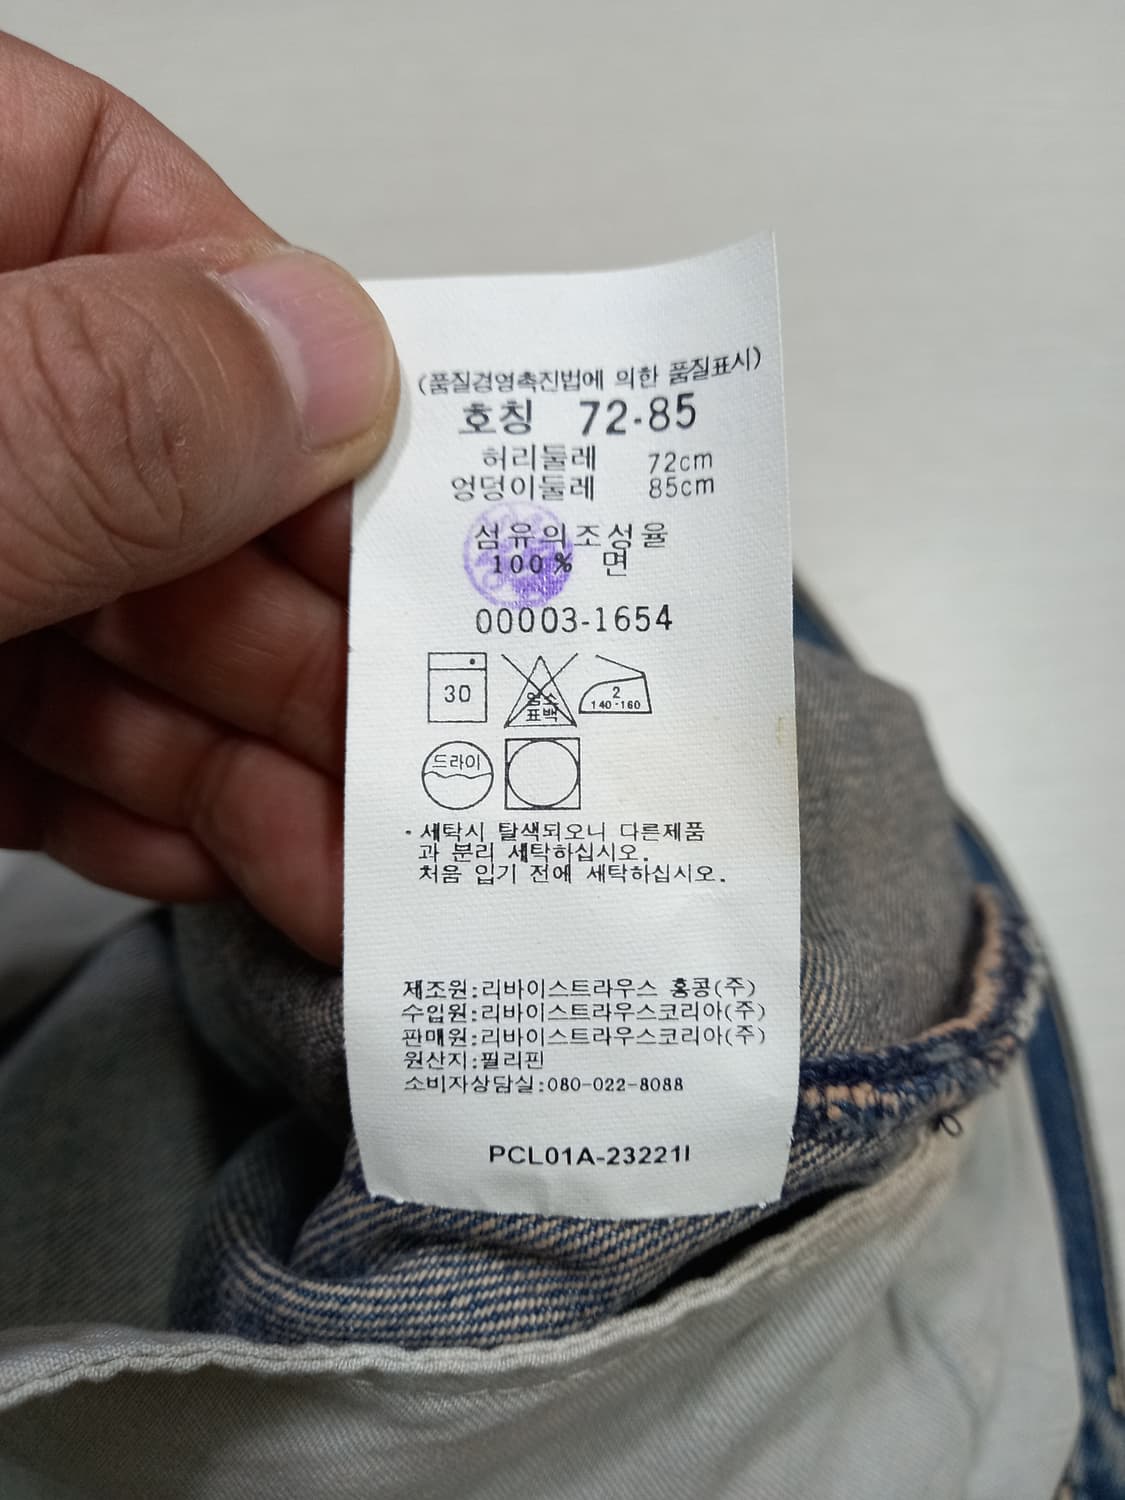 (품질경영촉진법에 의한 품질표시)
호칭 72-85
허리둘레 72cm
엉덩이둘레 85cm
섬유의조성율
100% 면
00003-1654
30
염소
표백
2
140-160
드라이
· 세탁시 탈색되오니 다른제품
과 분리 세탁하십시오.
처음 입기 전에 세탁하십시오.
제조원:리바이스트라우스 홍콩(주)
수입원:리바이스트라우스코리아(주)
판매원:리바이스트라우스코리아(주)
원산지:필리핀
소비자상담실:080-022-8088
PCL01A-23221I